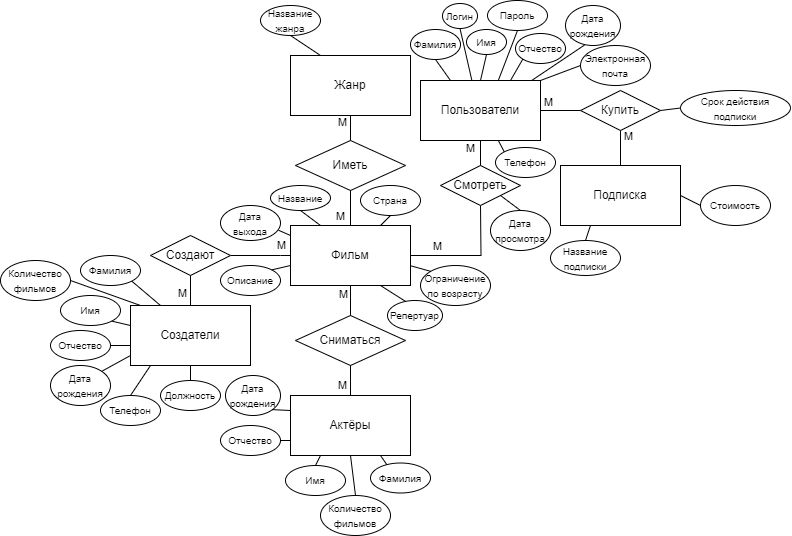 Название
жанра
Логин
Пароль
Дата
рождения
Фамилия
Имя
Отчество
Электронная
почта
Жанр
Пользователи
М
Купить
Срок действия
подписки
М
М
М
Иметь
Телефон
Смотреть
Подписка
Название
Страна
Стоимость
Дата
выхода
М
Дата
просмотра
Создают
М
Фильм
М
Название
подписки
Количество
фильмов
Фамилия
Описание
Ограничение
по возрасту
М
М
Имя
Репертуар
Создатели
Сниматься
Отчество
Дата
рождения
М
Телефон
Должность
Дата
рождения
Актёры
Отчество
Имя
Фамилия
Количество
фильмов